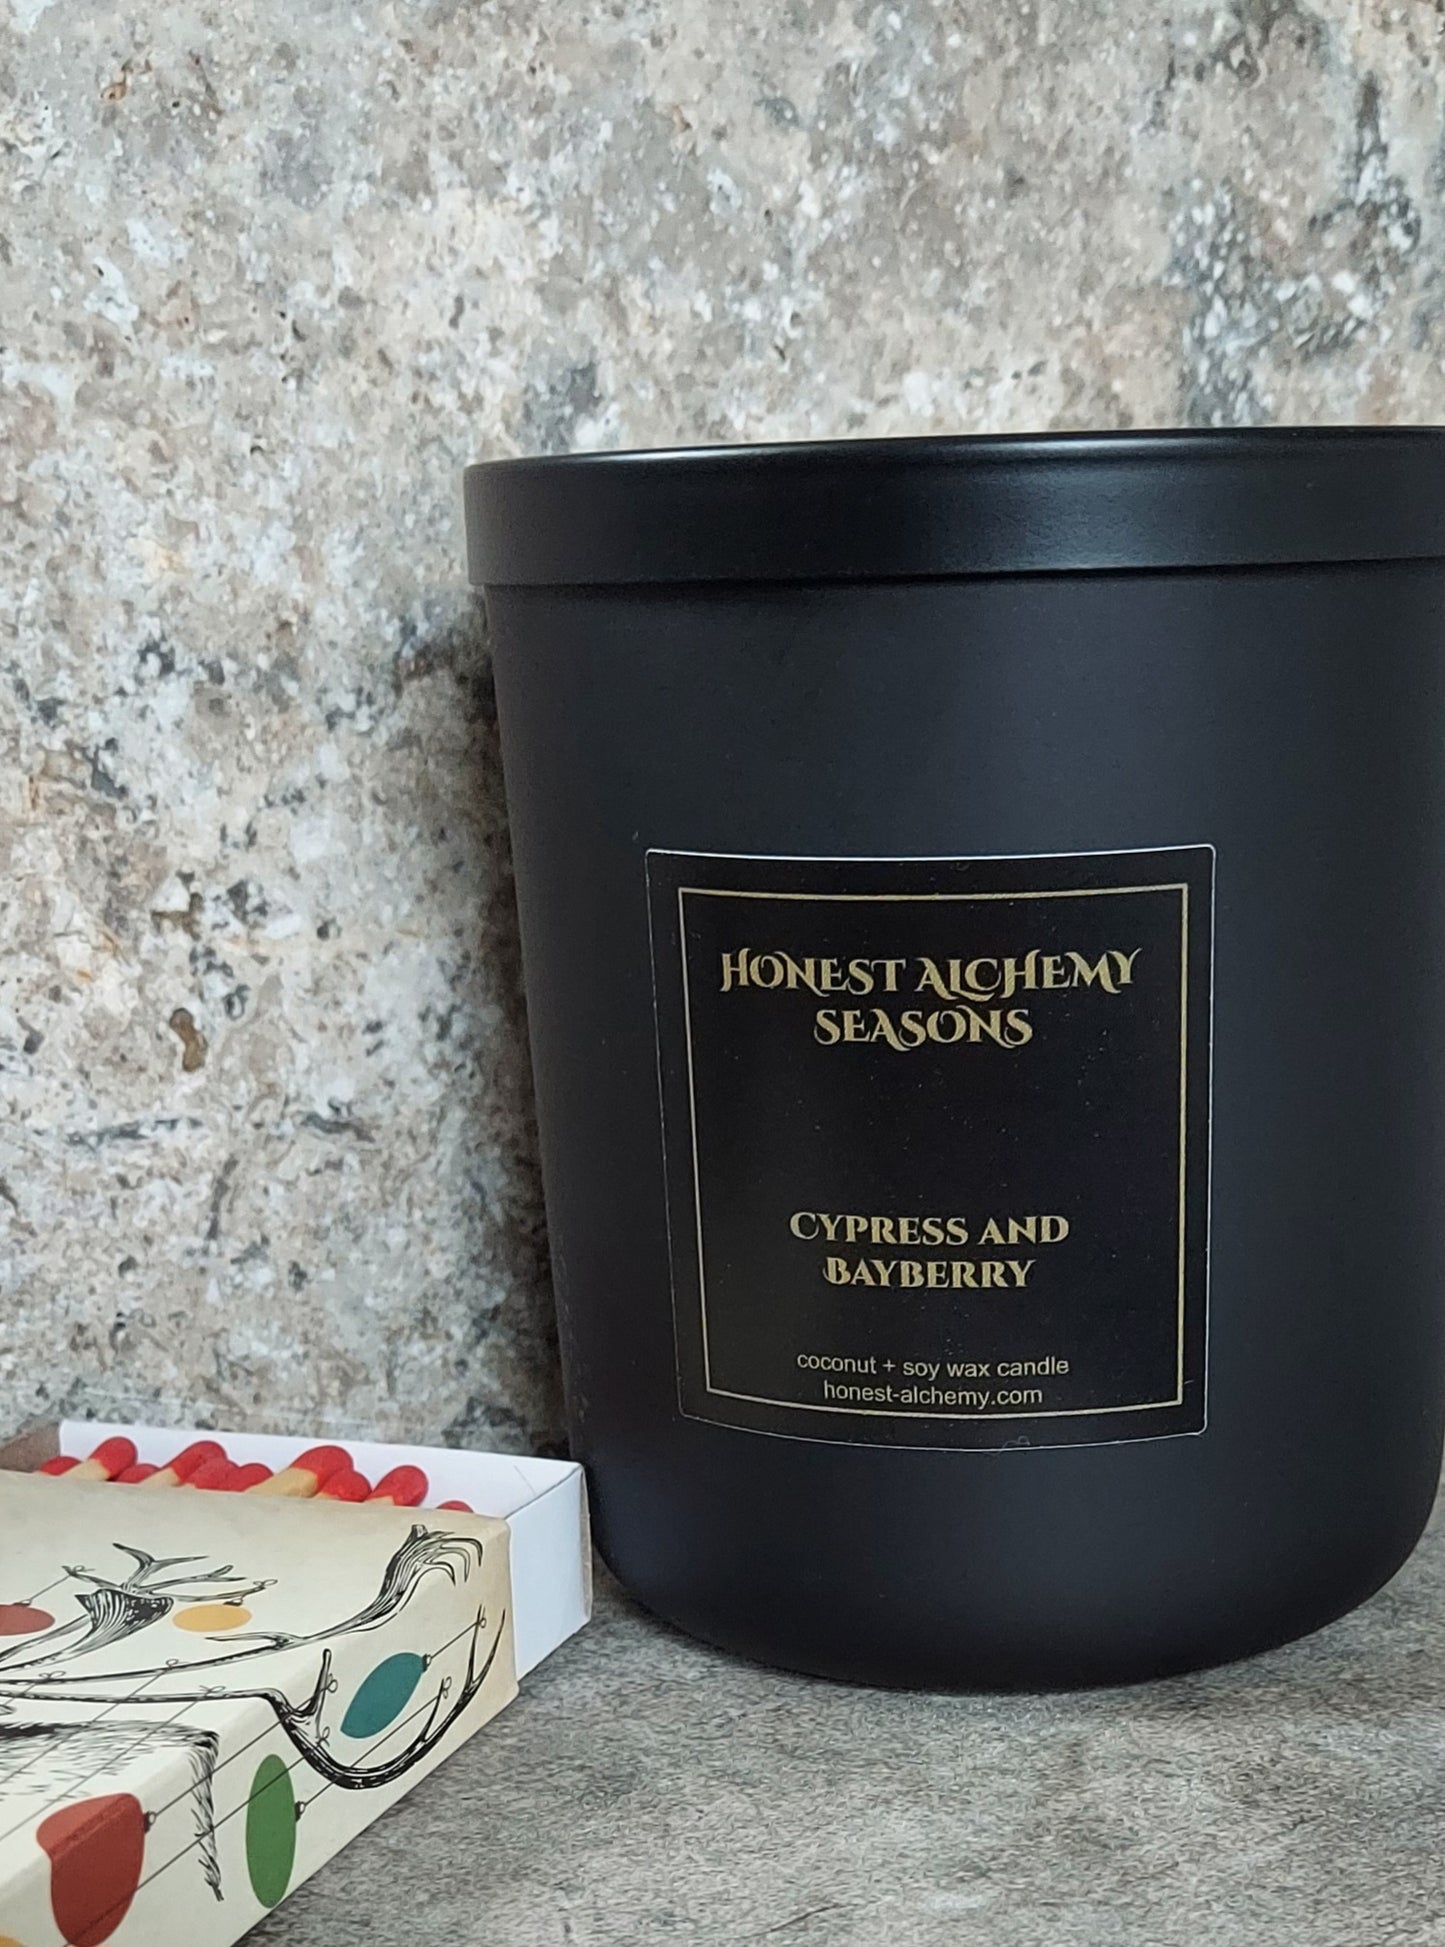 HONEST ALCHEMY
SEASONS
CYPRESS AND
BAYBERRY
coconut + soy wax candle
honest-alchemy.com